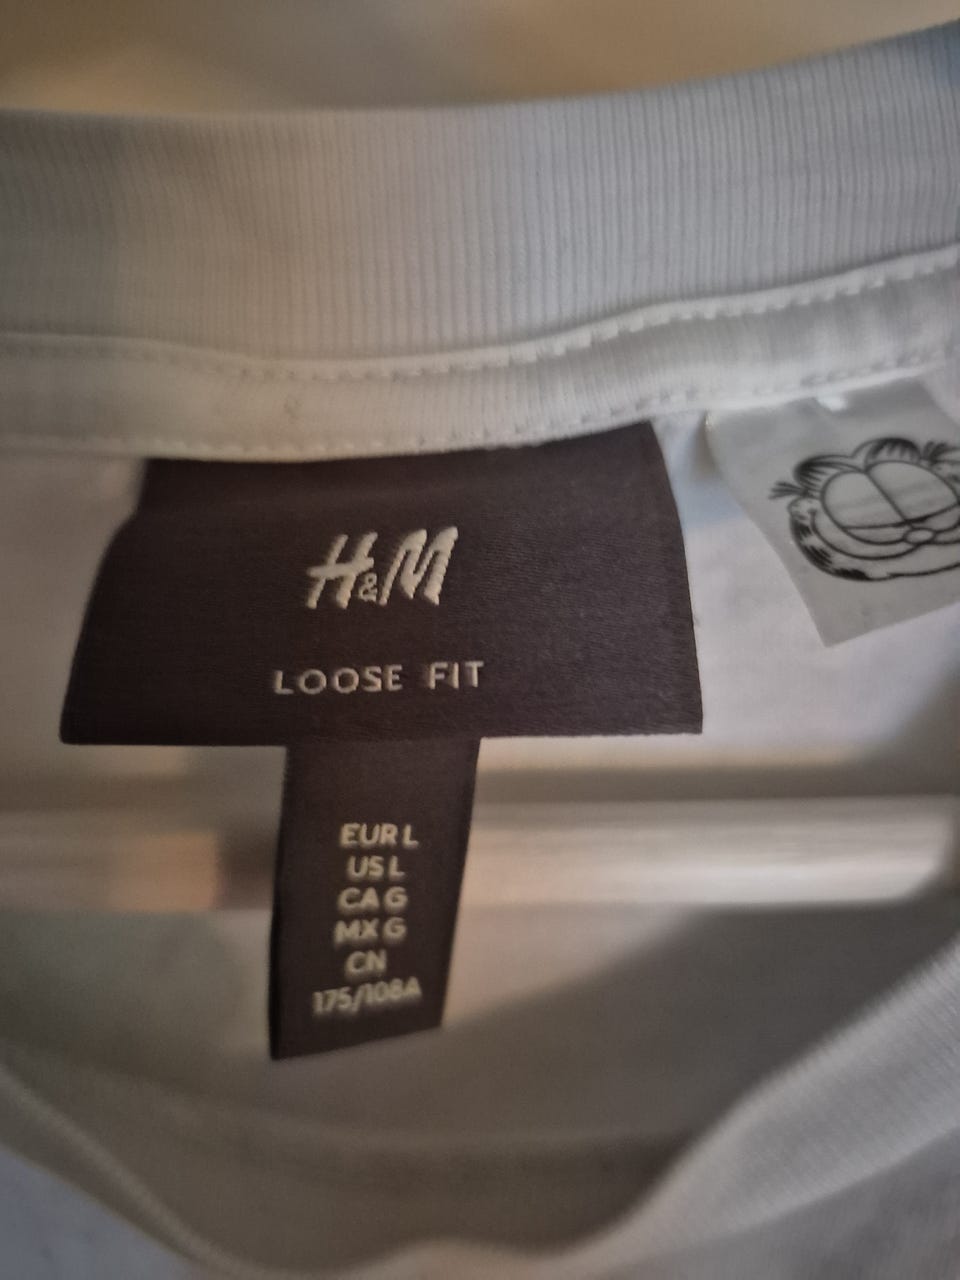 H&M
LOOSE FIT
EUR L
US L
CA G
MX G
CN
175/108A